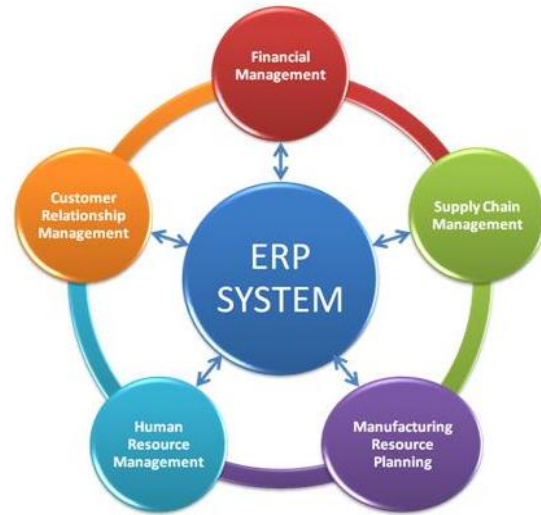 Financial
Management
Customer
Relationship
Management
Supply Chain
Management
ERP
SYSTEM
Human
Resource
Management
Manufacturing
Resource
Planning